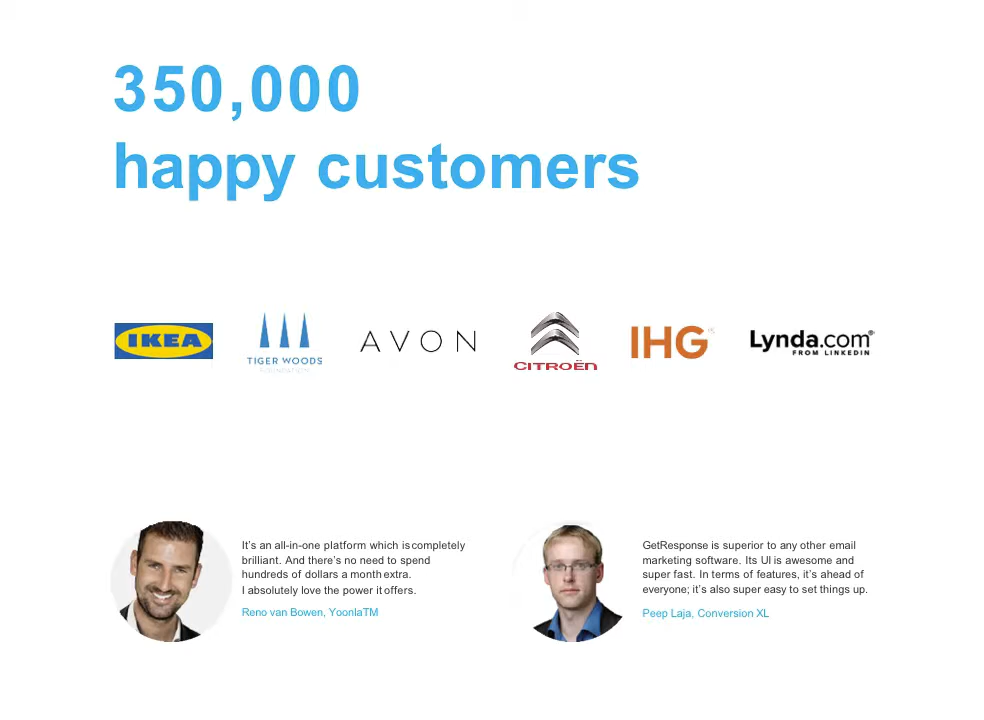 350,000
happy customers
IKEA
TIGER WOODS
FOUNDATION
AVON
CITROËN
IHG
Lynda.com®
FROM LINKEDIN
It's an all-in-one platform which is completely
brilliant. And there's no need to spend
hundreds of dollars a month extra.
I absolutely love the power it offers.
Reno van Bowen, YoonlaTM
GetResponse is superior to any other email
marketing software. Its UI is awesome and
super fast. In terms of features, it's ahead of
everyone; it's also super easy to set things up.
Peep Laja, Conversion XL